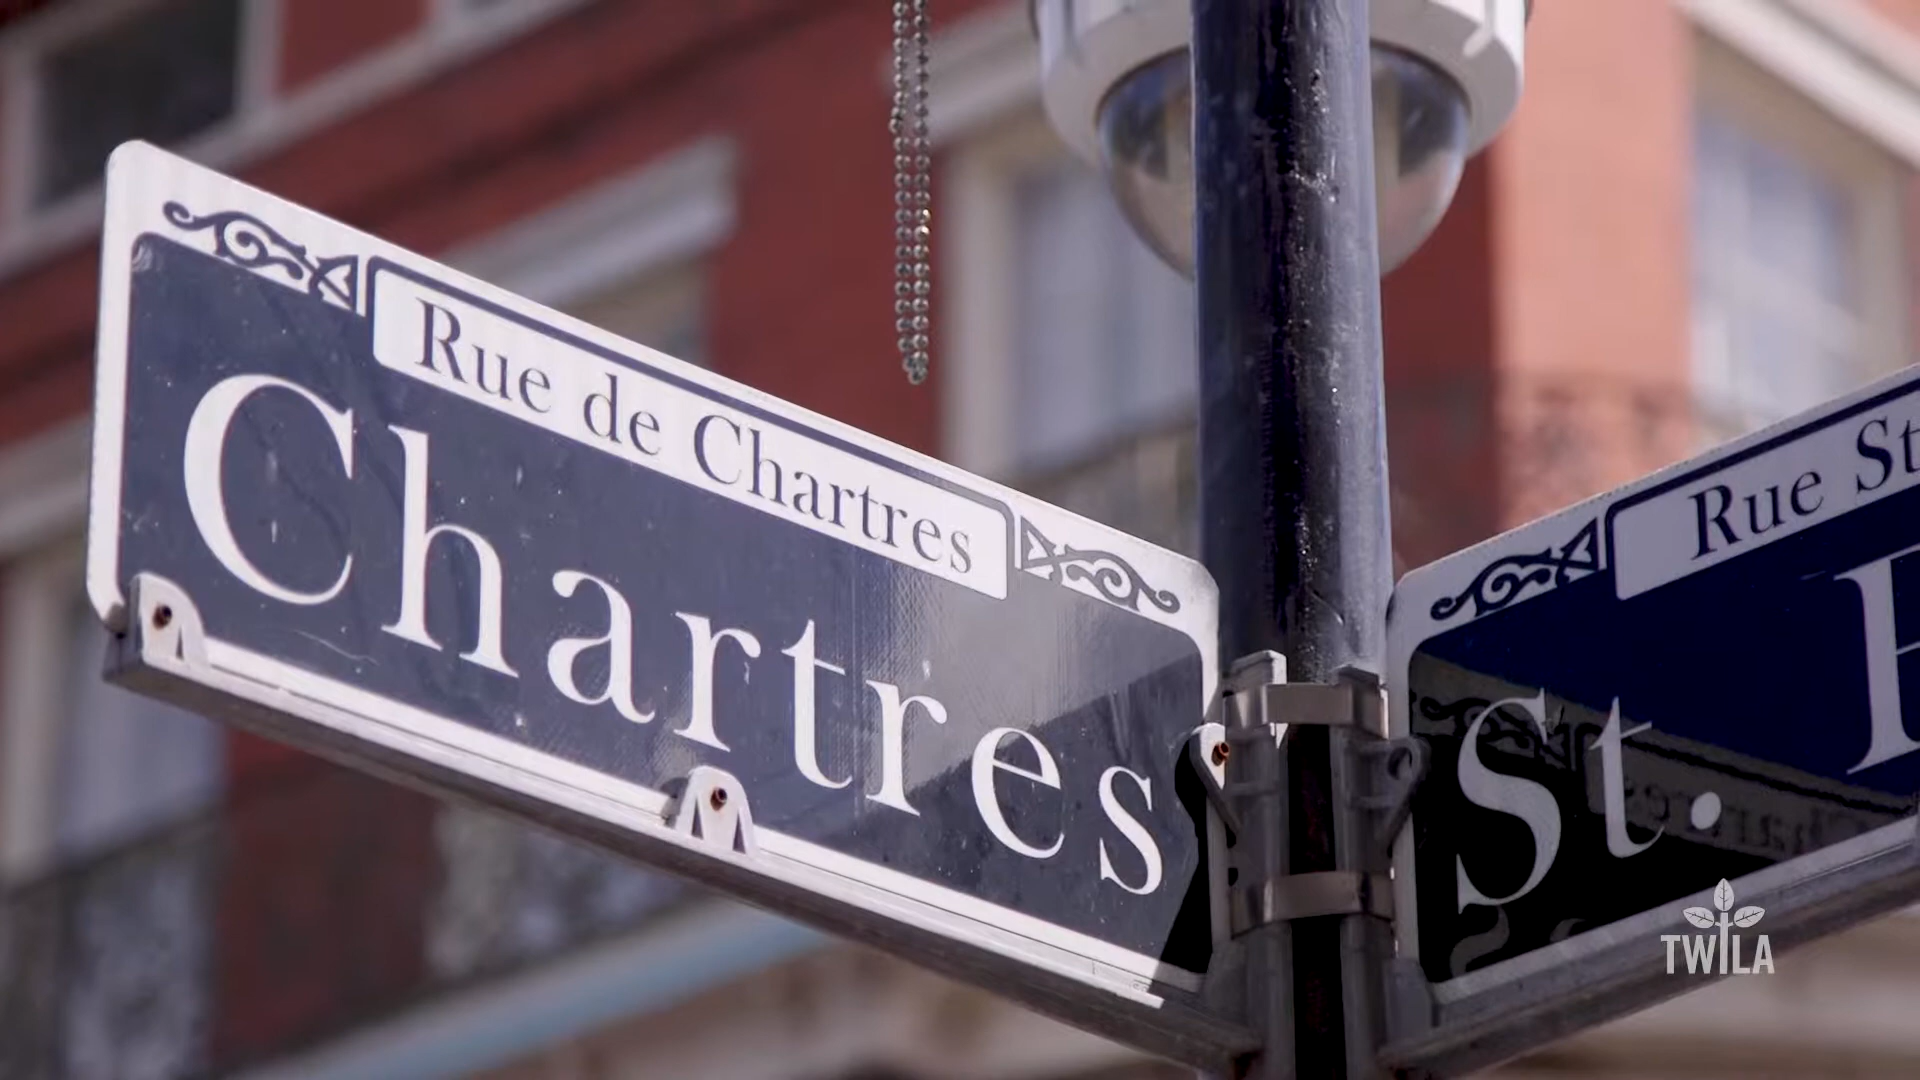 Rue de Chartres
Chartres
Rue St
St.
TWILA